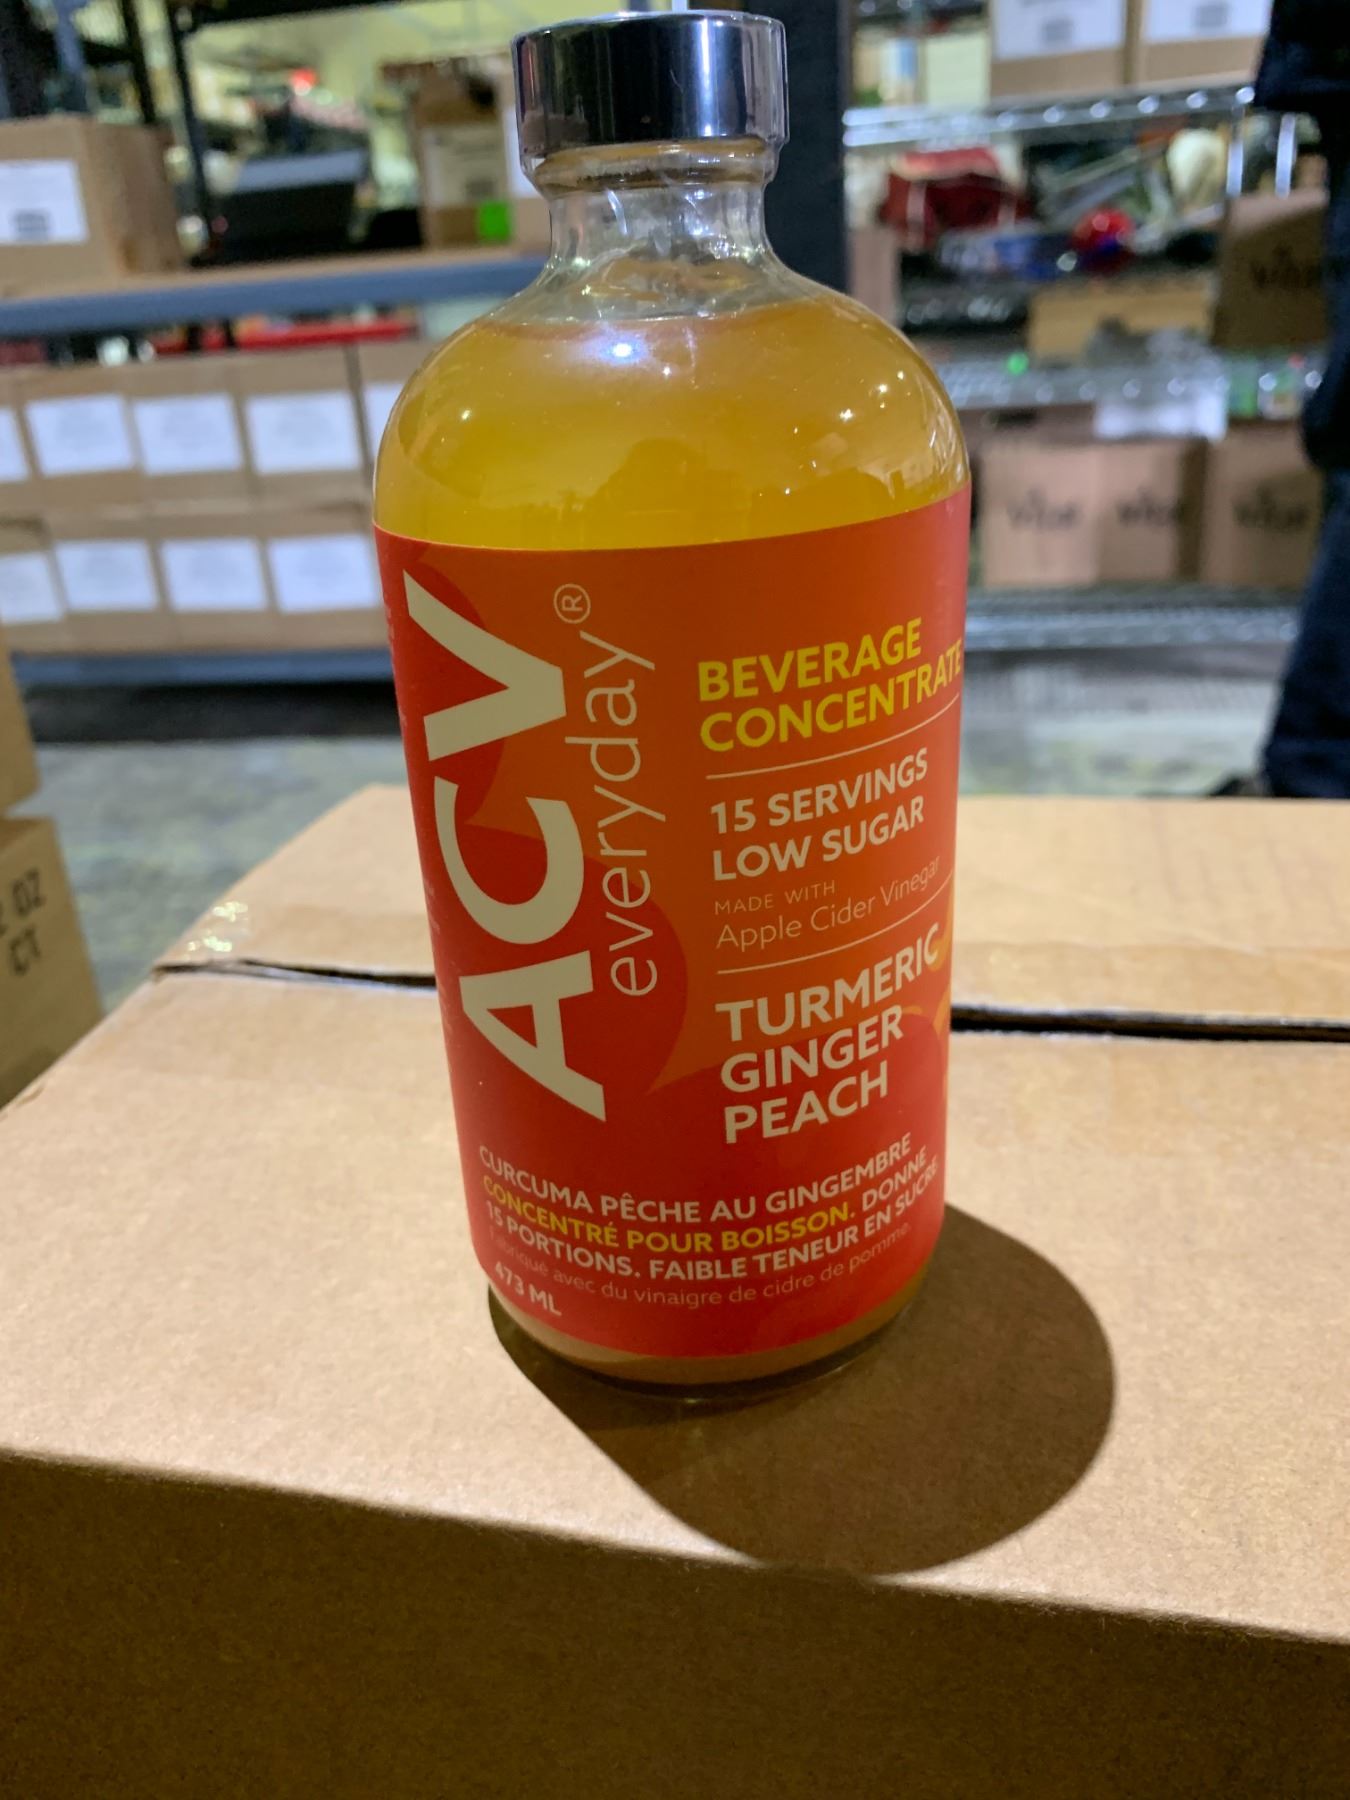 ACV
everyday®
BEVERAGE
CONCENTRATE
15 SERVINGS
LOW SUGAR
MADE WITH
Apple Cider Vinegar
TURMERIC
GINGER
PEACH
CURCUMA PÊCHE AU GINGEMBRE
CONCENTRÉ POUR BOISSON. DONNE
15 PORTIONS. FAIBLE TENEUR EN SUCRE
Fabriqué avec du vinaigre de cidre de pomme.
473 ML